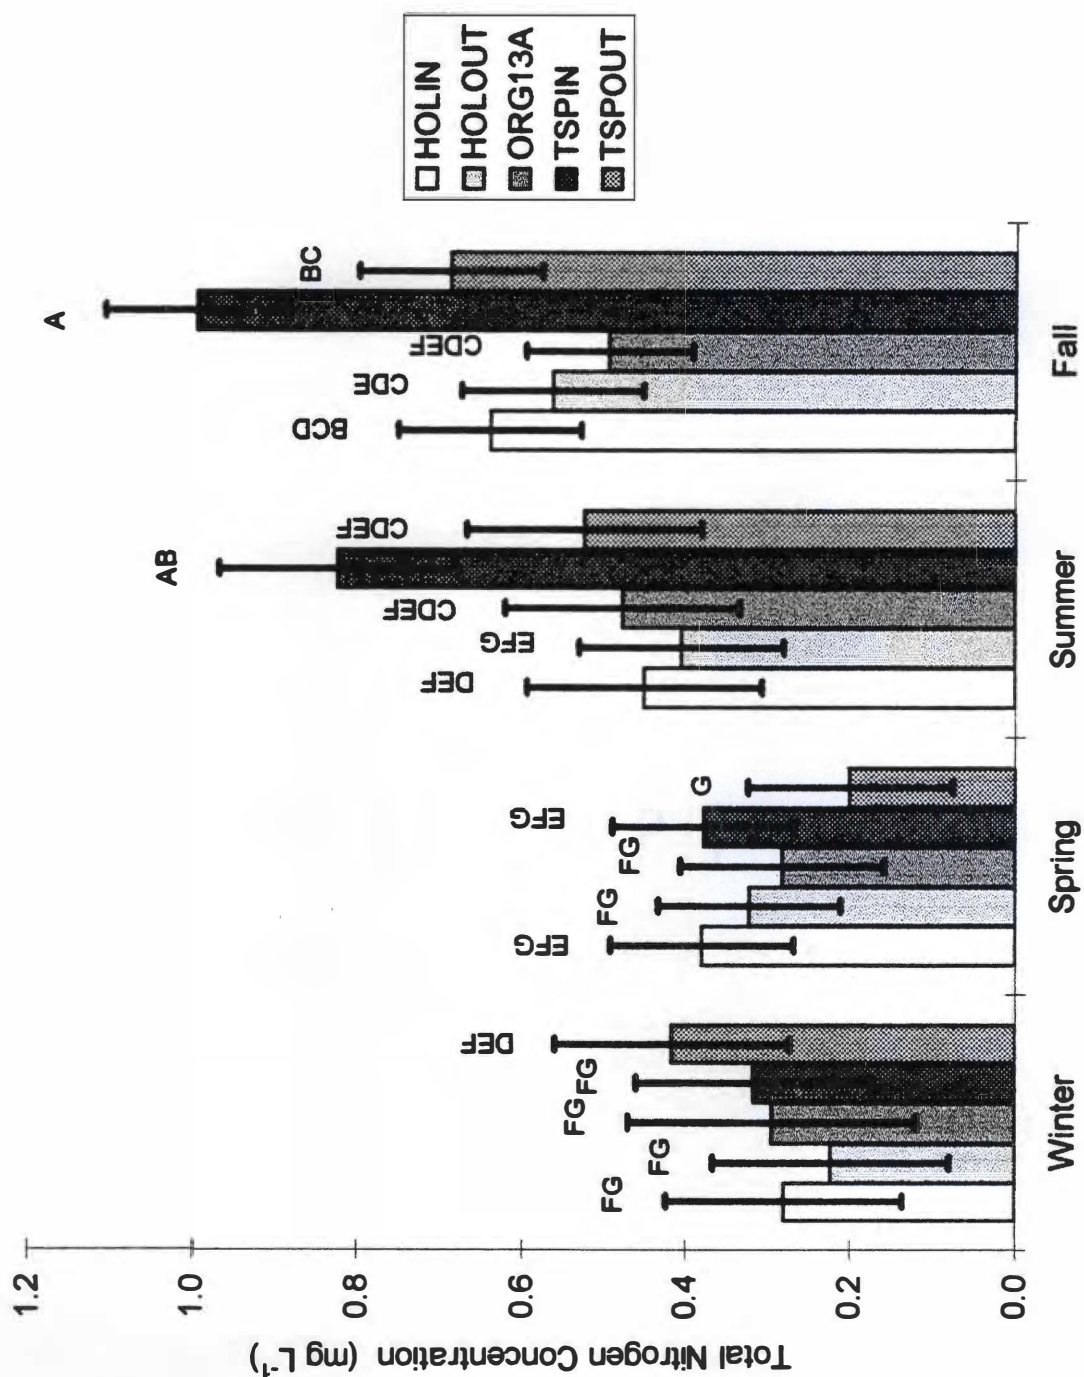 Total Nitrogen Concentration (mg L⁻¹)
1.2
1.0
0.8
0.6
0.4
0.2
0.0
FG
FG
FG
FG
DEF
EFG
FG
FG
EFG
G
DEF
EFG
CDEF
AB
CDEF
BCD
CDE
CDEF
A
BC
Winter
Spring
Summer
Fall
HOLIN
HOLOUT
ORG13A
TSPIN
TSPOUT